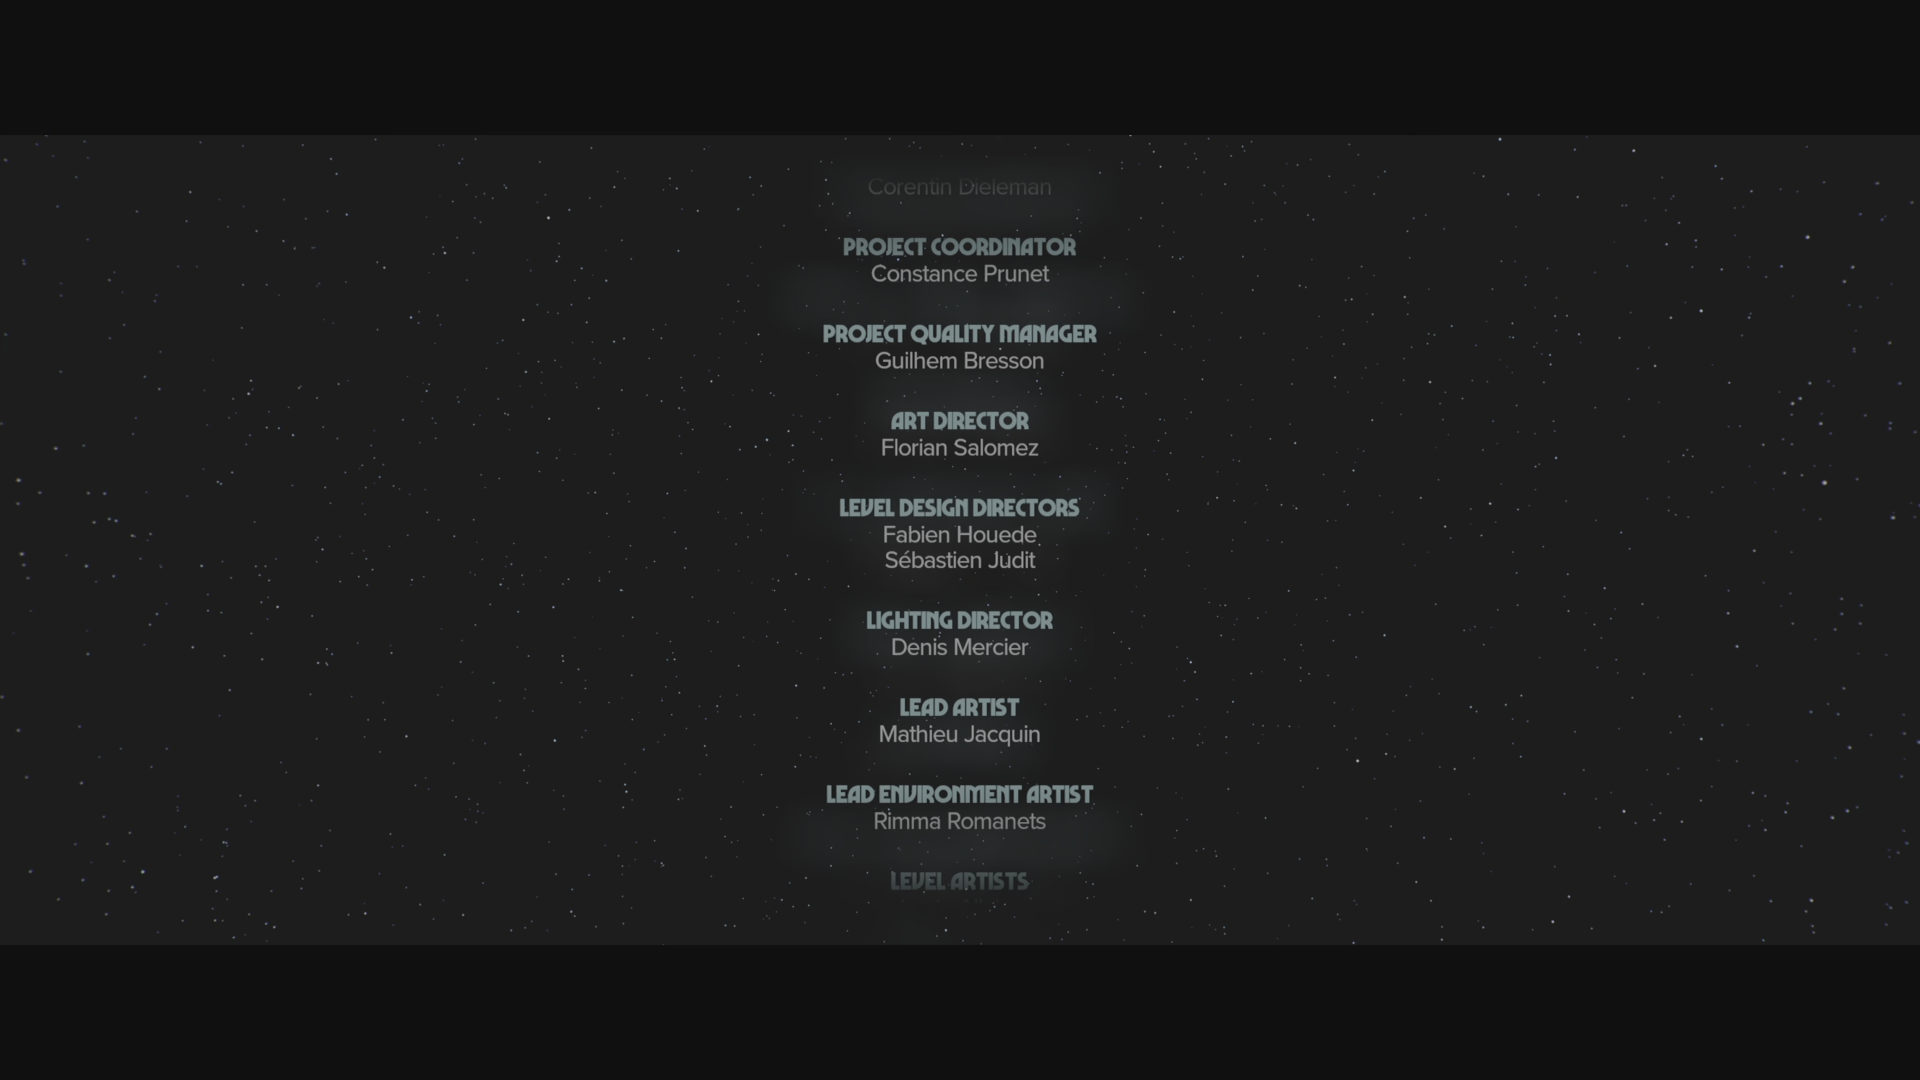 Corentin Dieleman
PROJECT COORDINATOR
Constance Prunet
PROJECT QUALITY MANAGER
Guilhem Bresson
ART DIRECTOR
Florian Salomez
LEVEL DESIGN DIRECTORS
Fabien Houede
Sébastien Judit
LIGHTING DIRECTOR
Denis Mercier
LEAD ARTIST
Mathieu Jacquin
LEAD ENVIRONMENT ARTIST
Rimma Romanets
LEVEL ARTISTS